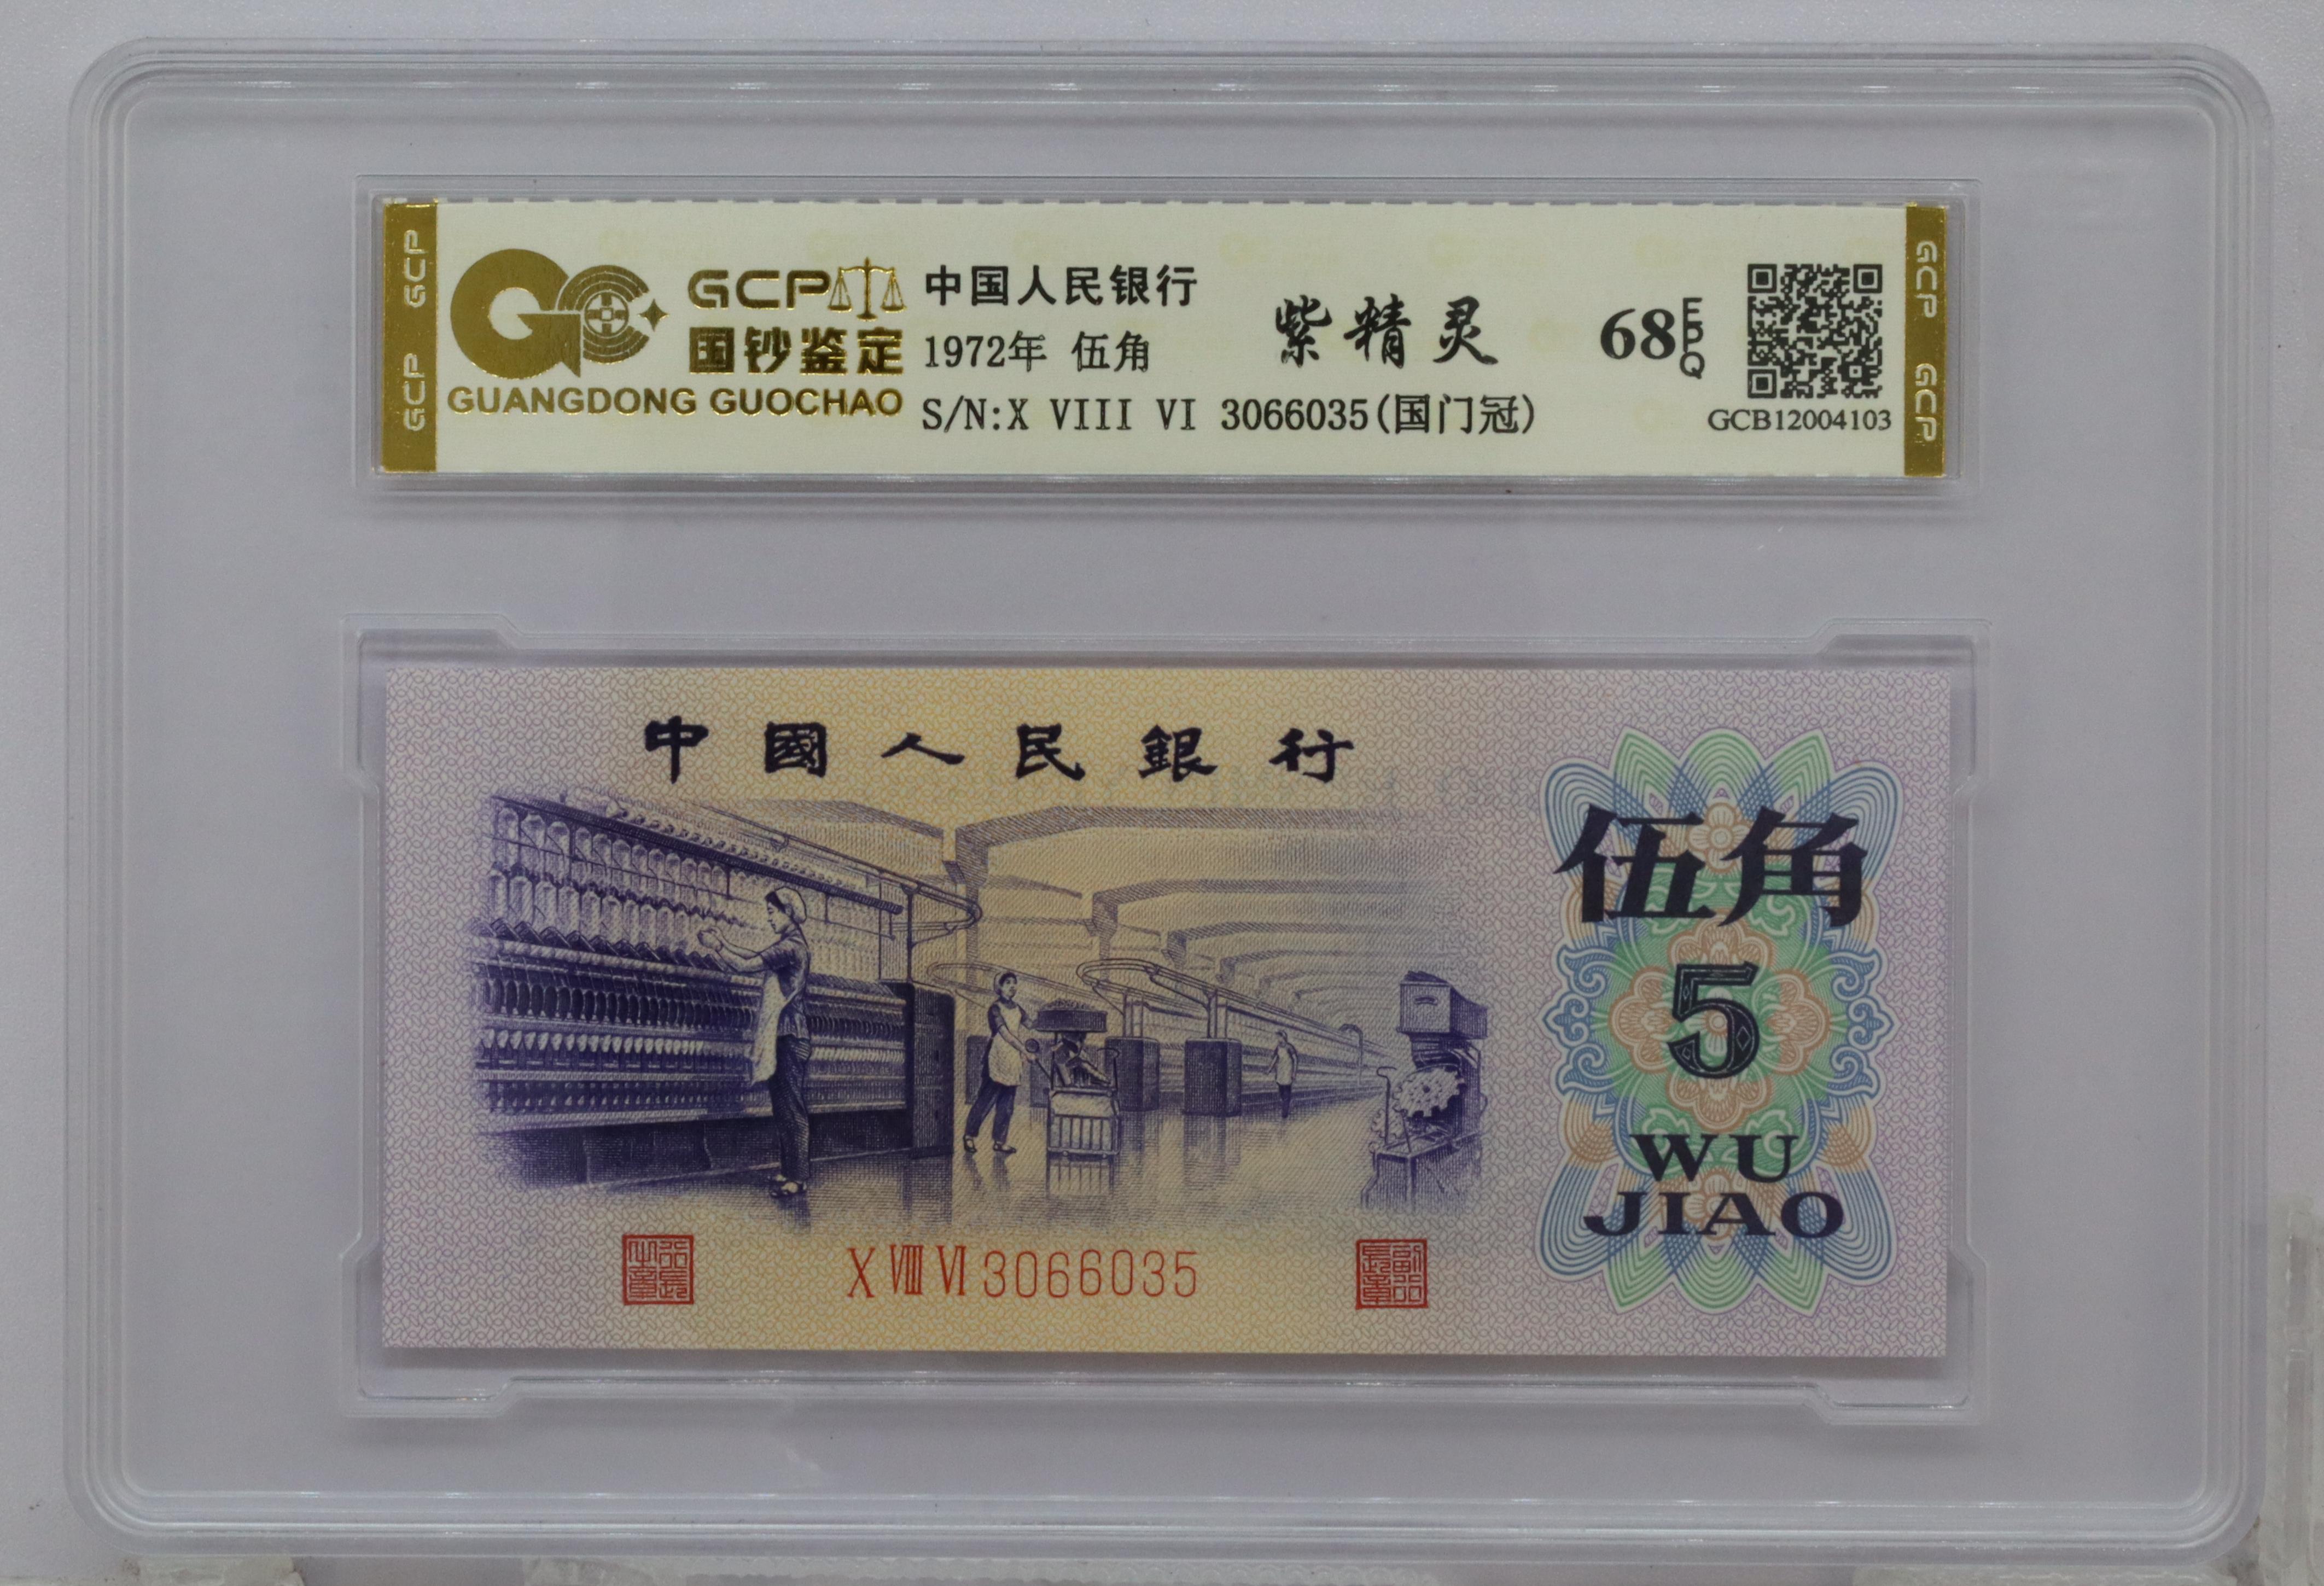 GCP GCP
GCP
国钞鉴定
GUANGDONG GUOCHAO
中国人民银行
1972年 伍角
S/N:X VIII VI 3066035(国门冠)
紫精灵
68 EPQ
GCB12004103
GCP GCP
中國人民銀行
伍角
5
WU
JIAO
X VIII VI 3066035